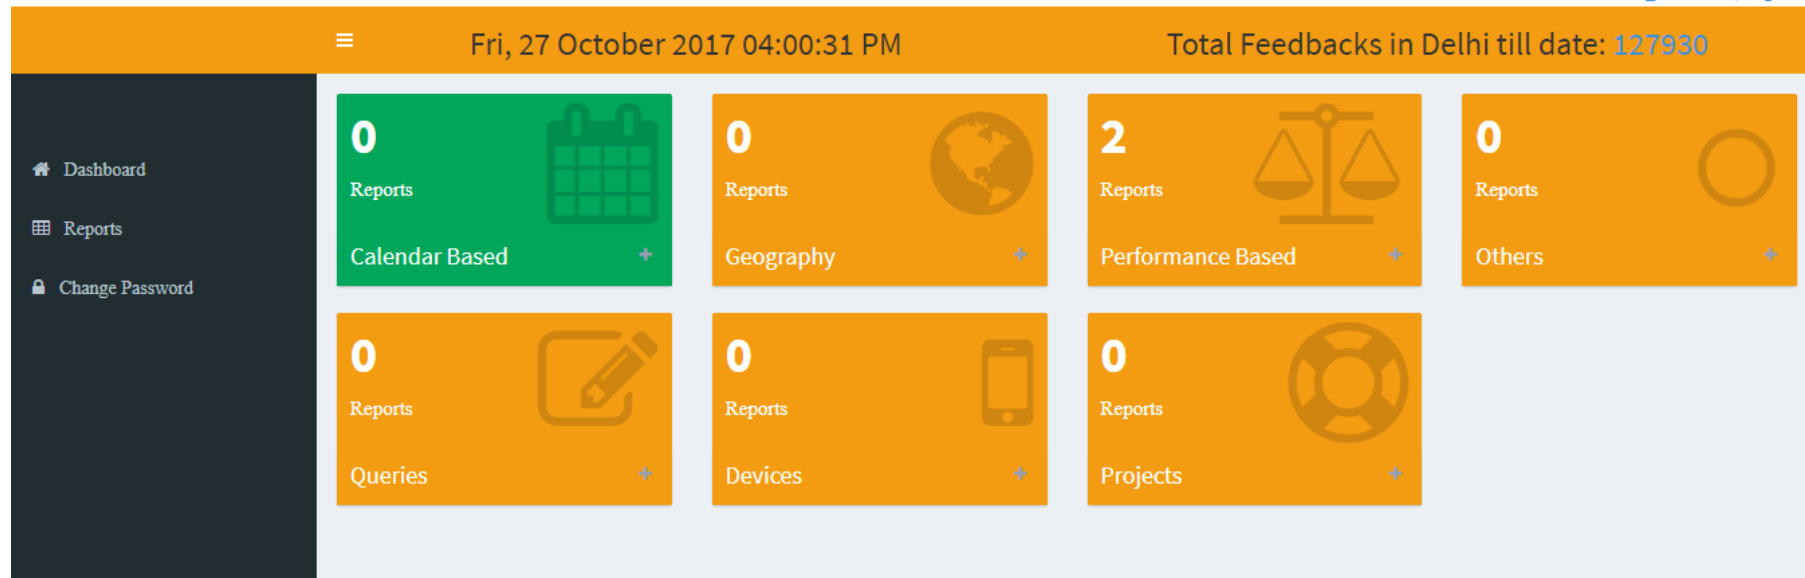 Fri, 27 October 2017 04:00:31 PM
Total Feedbacks in Delhi till date: 127930
Dashboard
Reports
Change Password
0
Reports
Calendar Based
0
Reports
Geography
2
Reports
Performance Based
0
Reports
Others
0
Reports
Queries
0
Reports
Devices
0
Reports
Projects